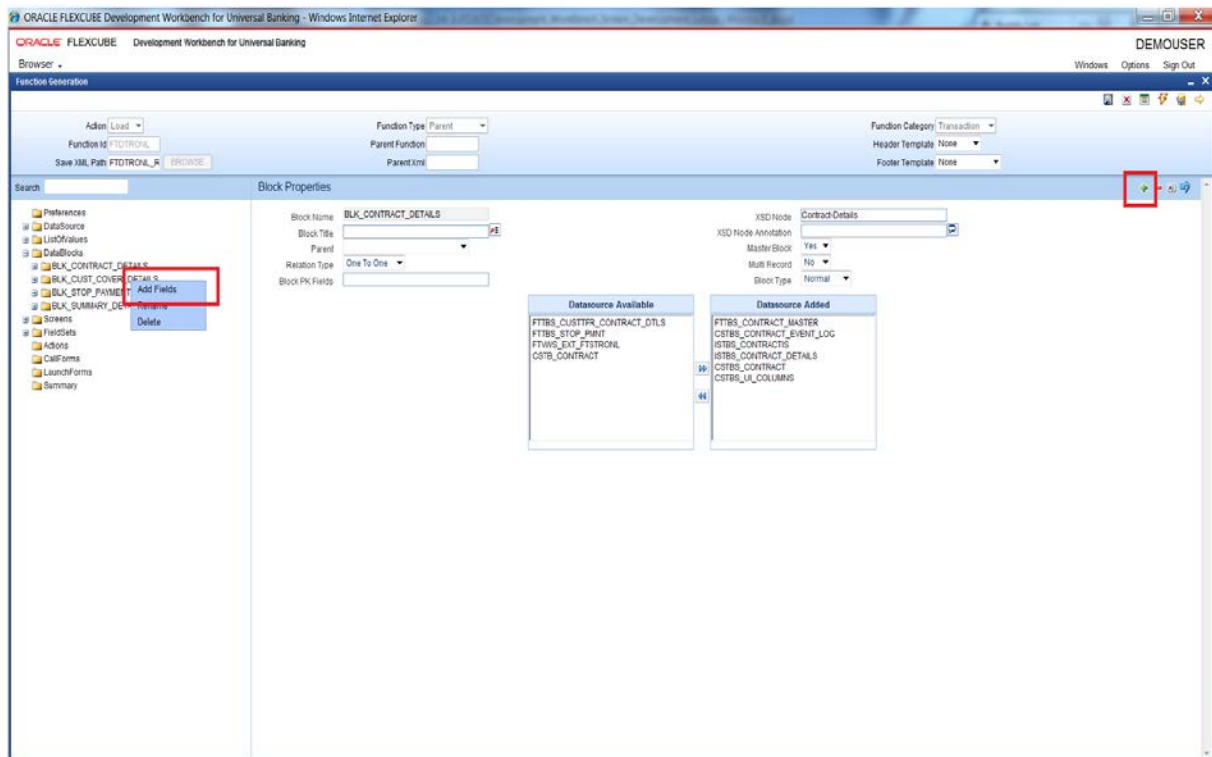 ORACLE FLEXCUBE Development Workbench for Universal Banking - Windows Internet Explorer
ORACLE FLEXCUBE Development Workbench for Universal Banking
DEMOUSER
Browser
Windows Options Sign Out
Function Generation
Action Load Function Type Parent Function Category Transaction
Function Id FTDTRONL Parent Function Header Template None
Save XML Path FTDTRONL_R BROWSE Parent Xml Footer Template None
Search
Block Properties
Preferences
DataSource
ListOfValues
DataBlocks
BLK_CONTRACT_DETAILS
BLK_CUST_COVER_DETAILS
BLK_STOP_PAYMENT
BLK_SUMMARY_DE
Screens
FieldSets
Actions
CallForms
LaunchForms
Summary
Add Fields
Rename
Delete
Block Name BLK_CONTRACT_DETAILS XSD Node Contract-Details
Block Title XSD Node Annotation
Parent Master Block Yes
Relation Type One To One Multi Record No
Block PK Fields Block Type Normal
Datasource Available
FTTBS_CUSTTFR_CONTRACT_DTLS
FTTBS_STOP_PMNT
FTVWS_EXT_FTSTRONL
CSTB_CONTRACT
Datasource Added
FTTBS_CONTRACT_MASTER
CSTBS_CONTRACT_EVENT_LOG
ISTBS_CONTRACTIS
ISTBS_CONTRACT_DETAILS
CSTBS_CONTRACT
CSTBS_UI_COLUMNS